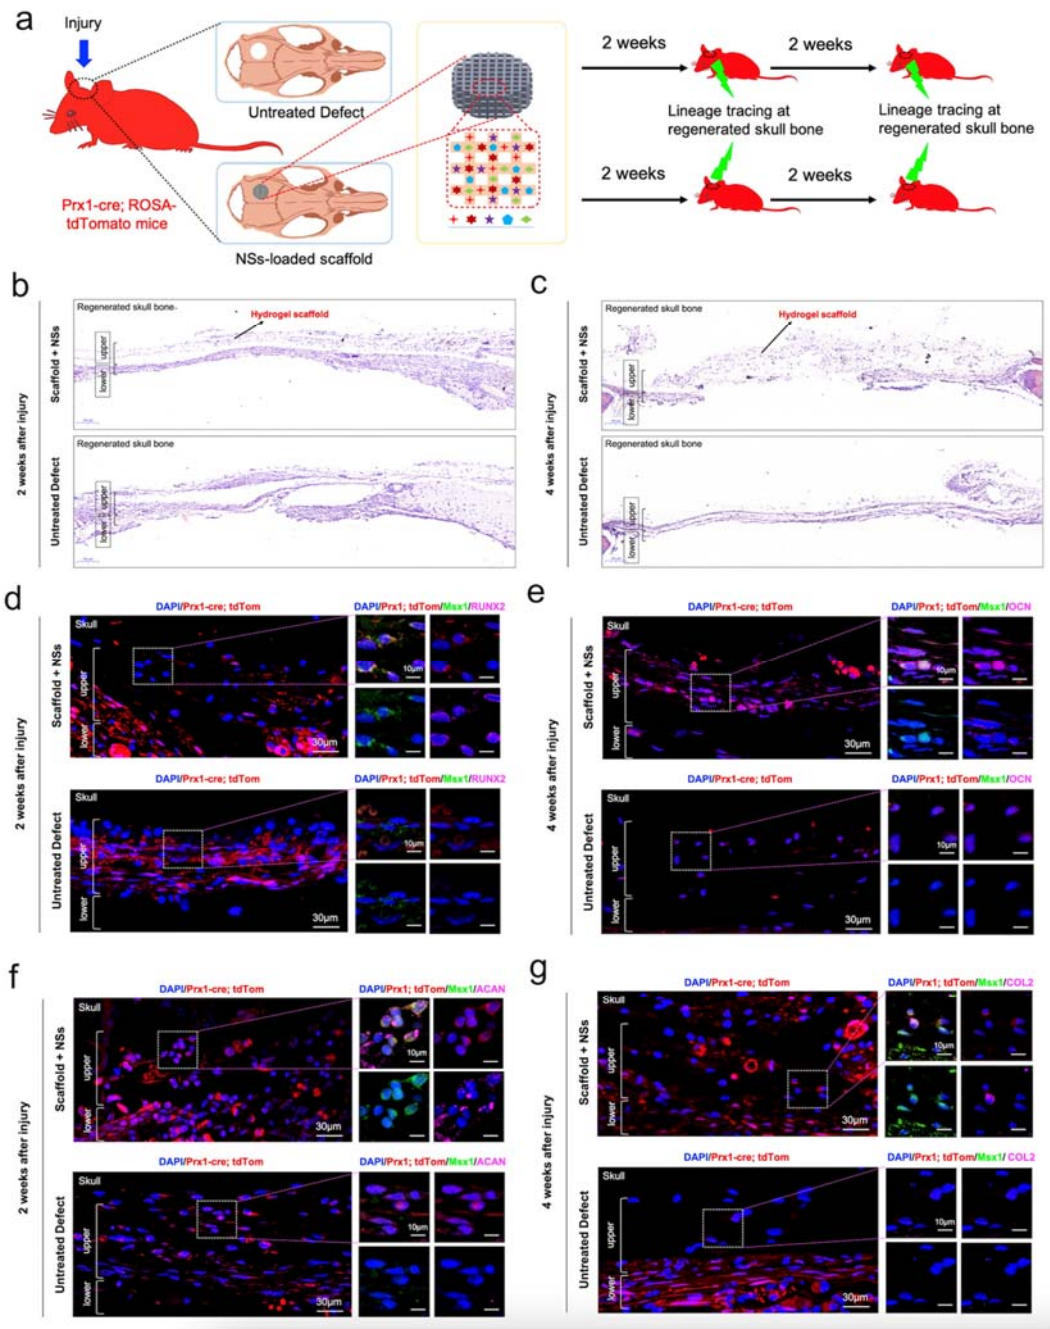 a
Injury
Prx1-cre; ROSA-
tdTomato mice
Untreated Defect
NSs-loaded scaffold
2 weeks
2 weeks
Lineage tracing at
regenerated skull bone
Lineage tracing at
regenerated skull bone
2 weeks
2 weeks
b
2 weeks after injury
Scaffold + NSs
Regenerated skull bone
Hydrogel scaffold
upper
lower
Untreated Defect
Regenerated skull bone
upper
lower
c
4 weeks after injury
Scaffold + NSs
Regenerated skull bone
Hydrogel scaffold
upper
lower
Untreated Defect
Regenerated skull bone
upper
lower
d
2 weeks after injury
Scaffold + NSs
DAPI/Prx1-cre; tdTom
DAPI/Prx1; tdTom/Msx1/RUNX2
Skull
upper
lower
30μm
10μm
Untreated Defect
DAPI/Prx1-cre; tdTom
DAPI/Prx1; tdTom/Msx1/RUNX2
Skull
upper
lower
30μm
10μm
e
4 weeks after injury
Scaffold + NSs
DAPI/Prx1-cre; tdTom
DAPI/Prx1; tdTom/Msx1/OCN
Skull
upper
lower
30μm
10μm
Untreated Defect
DAPI/Prx1-cre; tdTom
DAPI/Prx1; tdTom/Msx1/OCN
Skull
upper
lower
30μm
10μm
f
2 weeks after injury
Scaffold + NSs
DAPI/Prx1-cre; tdTom
DAPI/Prx1; tdTom/Msx1/ACAN
Skull
upper
lower
30μm
10μm
Untreated Defect
DAPI/Prx1-cre; tdTom
DAPI/Prx1; tdTom/Msx1/ACAN
Skull
upper
lower
30μm
10μm
g
4 weeks after injury
Scaffold + NSs
DAPI/Prx1-cre; tdTom
DAPI/Prx1; tdTom/Msx1/COL2
Skull
upper
lower
30μm
10μm
Untreated Defect
DAPI/Prx1-cre; tdTom
DAPI/Prx1; tdTom/Msx1/ COL2
Skull
upper
lower
30μm
10μm